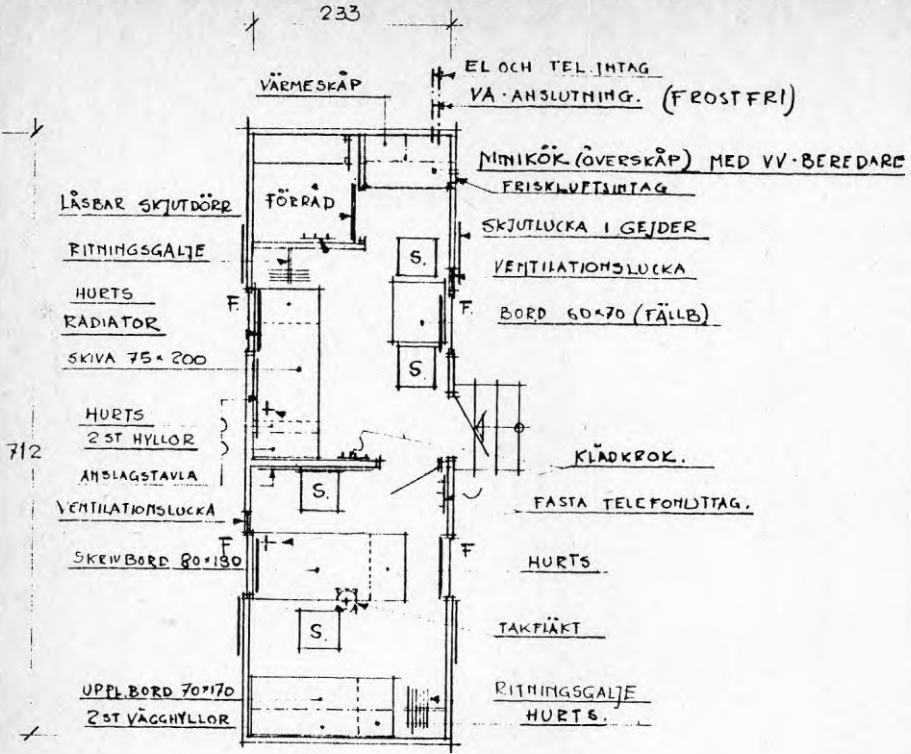 233
EL OCH TEL.INTAG
VÄRMESKÅP
VA-ANSLUTNING. (FROSTFRI)
MINIKÖK (ÖVERSKÅP) MED VV-BEREDARE
FRISKLUFTSINTAG
LÅSBAR SKJUTDÖRR
FÖRRÅD
SKJUTLUCKA I GEJDER
RITNINGSGALJE
S.
VENTILATIONSLUCKA
HURTS
F
F.
BORD 60×70 (FÄLLB)
RADIATOR
SKIVA 75×200
S.
HURTS
2 ST HYLLOR
712
KLÄDKROK.
ANSLAGSTAVLA
S.
FASTA TELEFONUTTAG.
VENTILATIONSLUCKA
F
F
SKRIVBORD 80×130
HURTS
TAKFLÄKT
S.
UPPL.BORD 70×170
RITNINGSGALJE
2 ST VÄGGHYLLOR
HURTS.